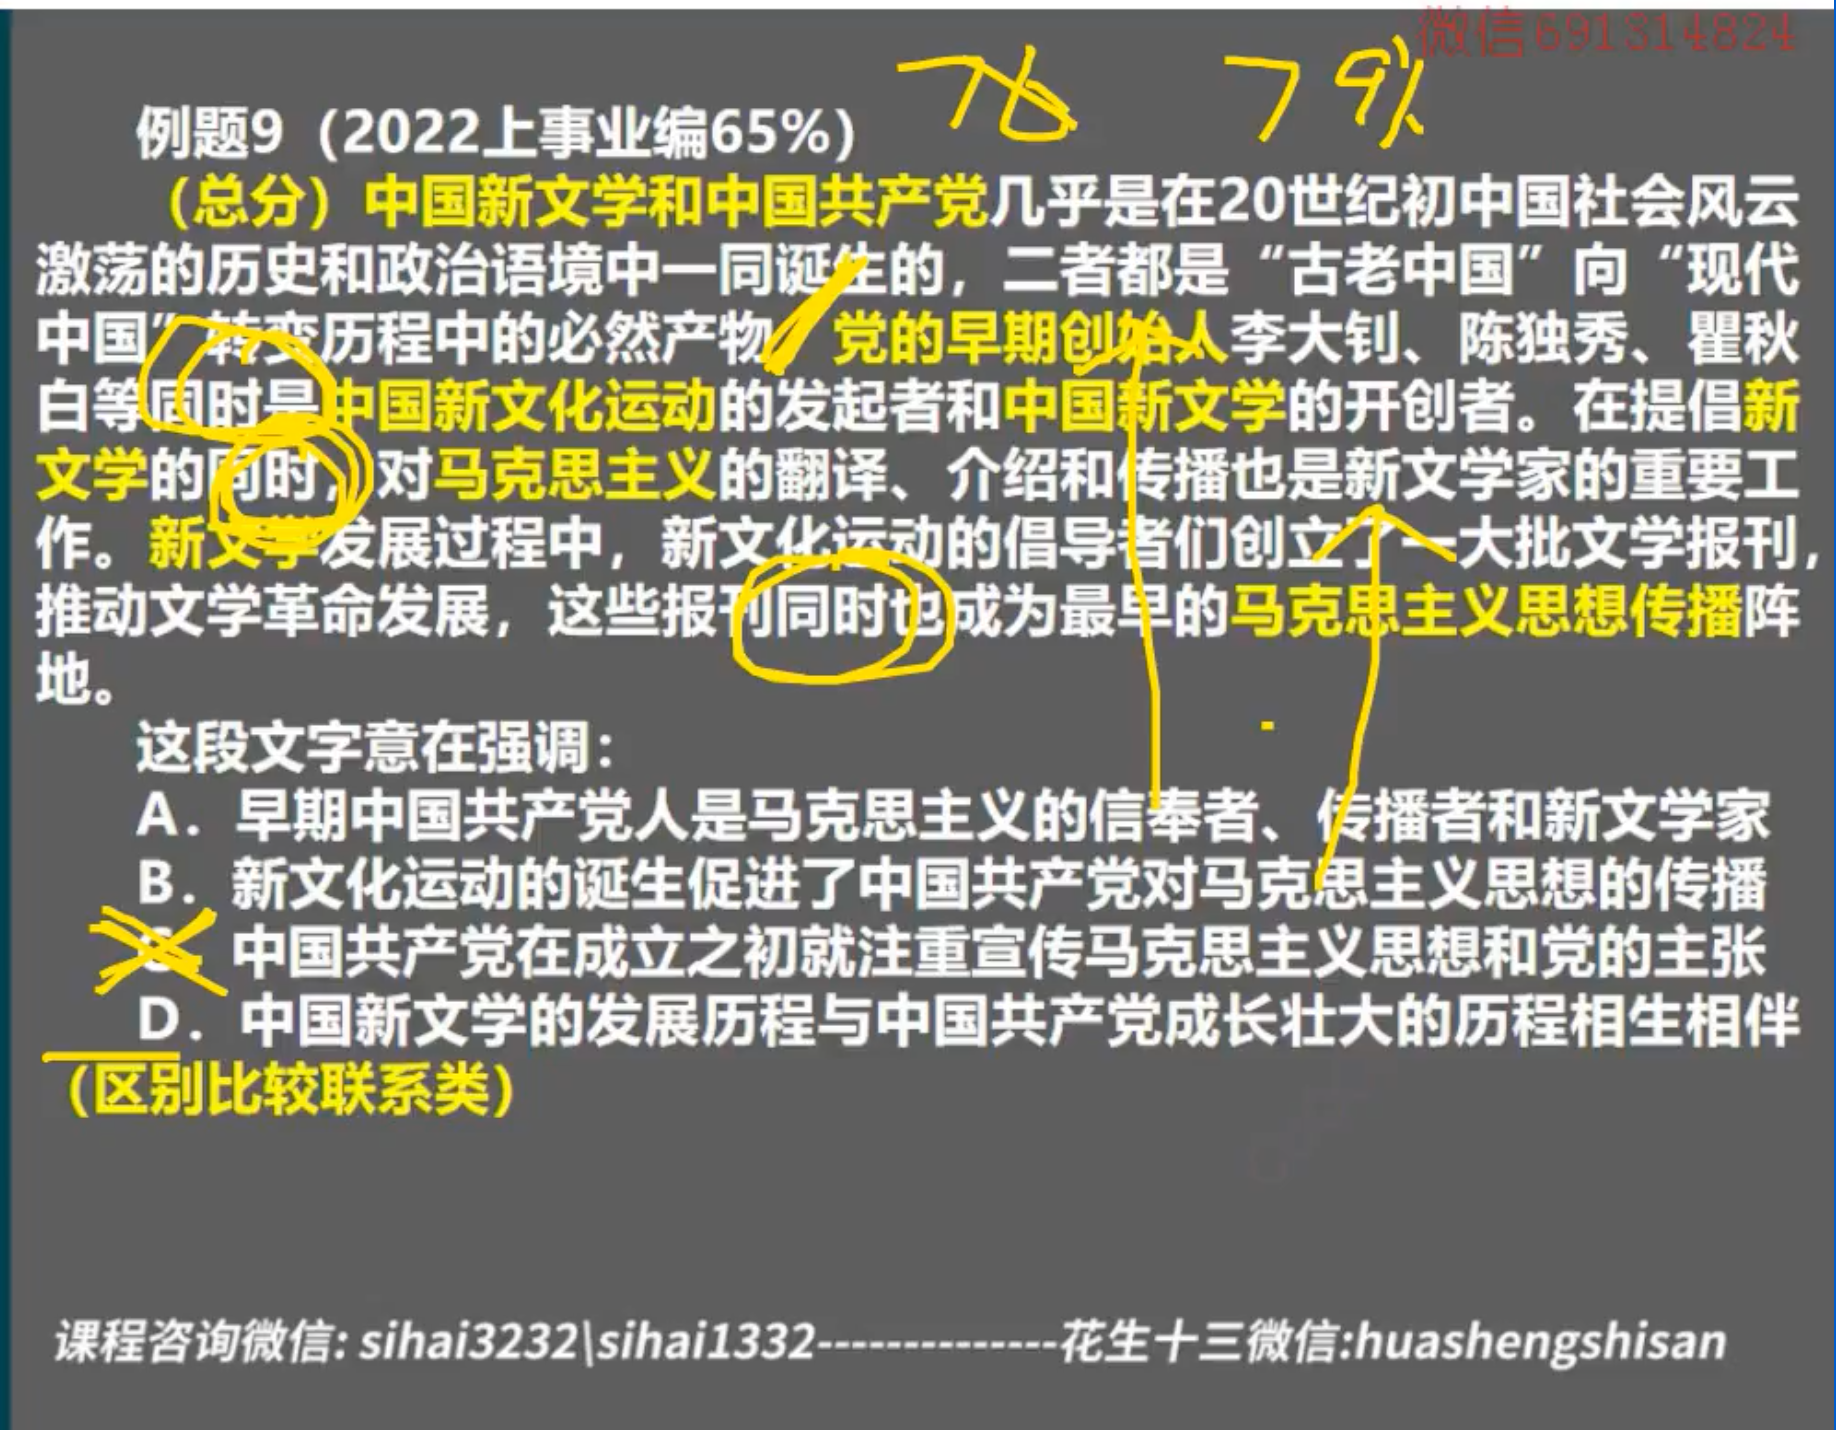 微信691314824
76 79%
例题9（2022上事业编65%）
（总分）中国新文学和中国共产党几乎是在20世纪初中国社会风云
激荡的历史和政治语境中一同诞生的，二者都是“古老中国”向“现代
中国”转变历程中的必然产物。党的早期创始人李大钊、陈独秀、瞿秋
白等同时是中国新文化运动的发起者和中国新文学的开创者。在提倡新
文学的同时，对马克思主义的翻译、介绍和传播也是新文学家的重要工
作。新文学发展过程中，新文化运动的倡导者们创立了一大批文学报刊，
推动文学革命发展，这些报刊同时也成为最早的马克思主义思想传播阵
地。
这段文字意在强调：
A．早期中国共产党人是马克思主义的信奉者、传播者和新文学家
B．新文化运动的诞生促进了中国共产党对马克思主义思想的传播
C．中国共产党在成立之初就注重宣传马克思主义思想和党的主张
D．中国新文学的发展历程与中国共产党成长壮大的历程相生相伴
（区别比较联系类）
课程咨询微信: sihai3232\sihai1332--------------花生十三微信:huashengshisan